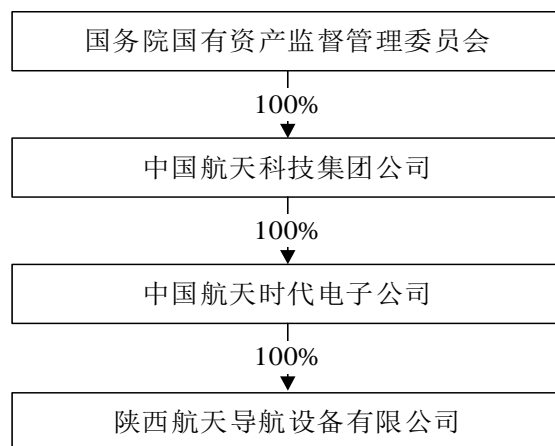 国务院国有资产监督管理委员会
100%
中国航天科技集团公司
100%
中国航天时代电子公司
100%
陕西航天导航设备有限公司